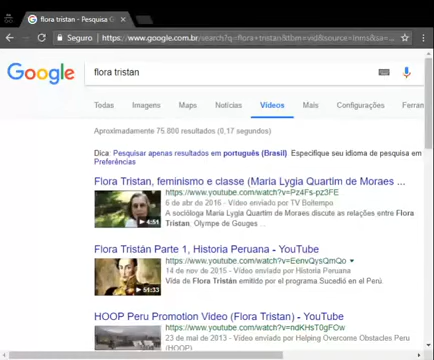 flora tristan - Pesquisa G
Seguro https://www.google.com.br/search?q=flora+tristan&tbm=vid&source=lnms&sa=
Google flora tristan
Todas Imagens Maps Notícias Vídeos Mais Configurações Ferram
Aproximadamente 75.800 resultados (0,17 segundos)
Dica: Pesquisar apenas resultados em português (Brasil) Especifique seu idioma de pesquisa em
Preferências
Flora Tristan, feminismo e classe (Maria Lygia Quartim de Moraes ...
https://www.youtube.com/watch?v=Pz4Fs-pz3FE
6 de abr de 2016 - Vídeo enviado por TV Boitempo
A socióloga Maria Lygia Quartim de Moraes discute as relações entre Flora
Tristan, Olympe de Gouges ...
4:51
Flora Tristán Parte 1, Historia Peruana - YouTube
https://www.youtube.com/watch?v=EenvQysQmQo
14 de nov de 2015 - Vídeo enviado por Historia Peruana
Vida de Flora Tristán emitido por el programa Sucedió en el Perú.
51:33
HOOP Peru Promotion Video (Flora Tristan) - YouTube
https://www.youtube.com/watch?v=ndKHsT0gFOw
23 de mai de 2013 - Vídeo enviado por Helping Overcome Obstacles Peru
(HOOP)